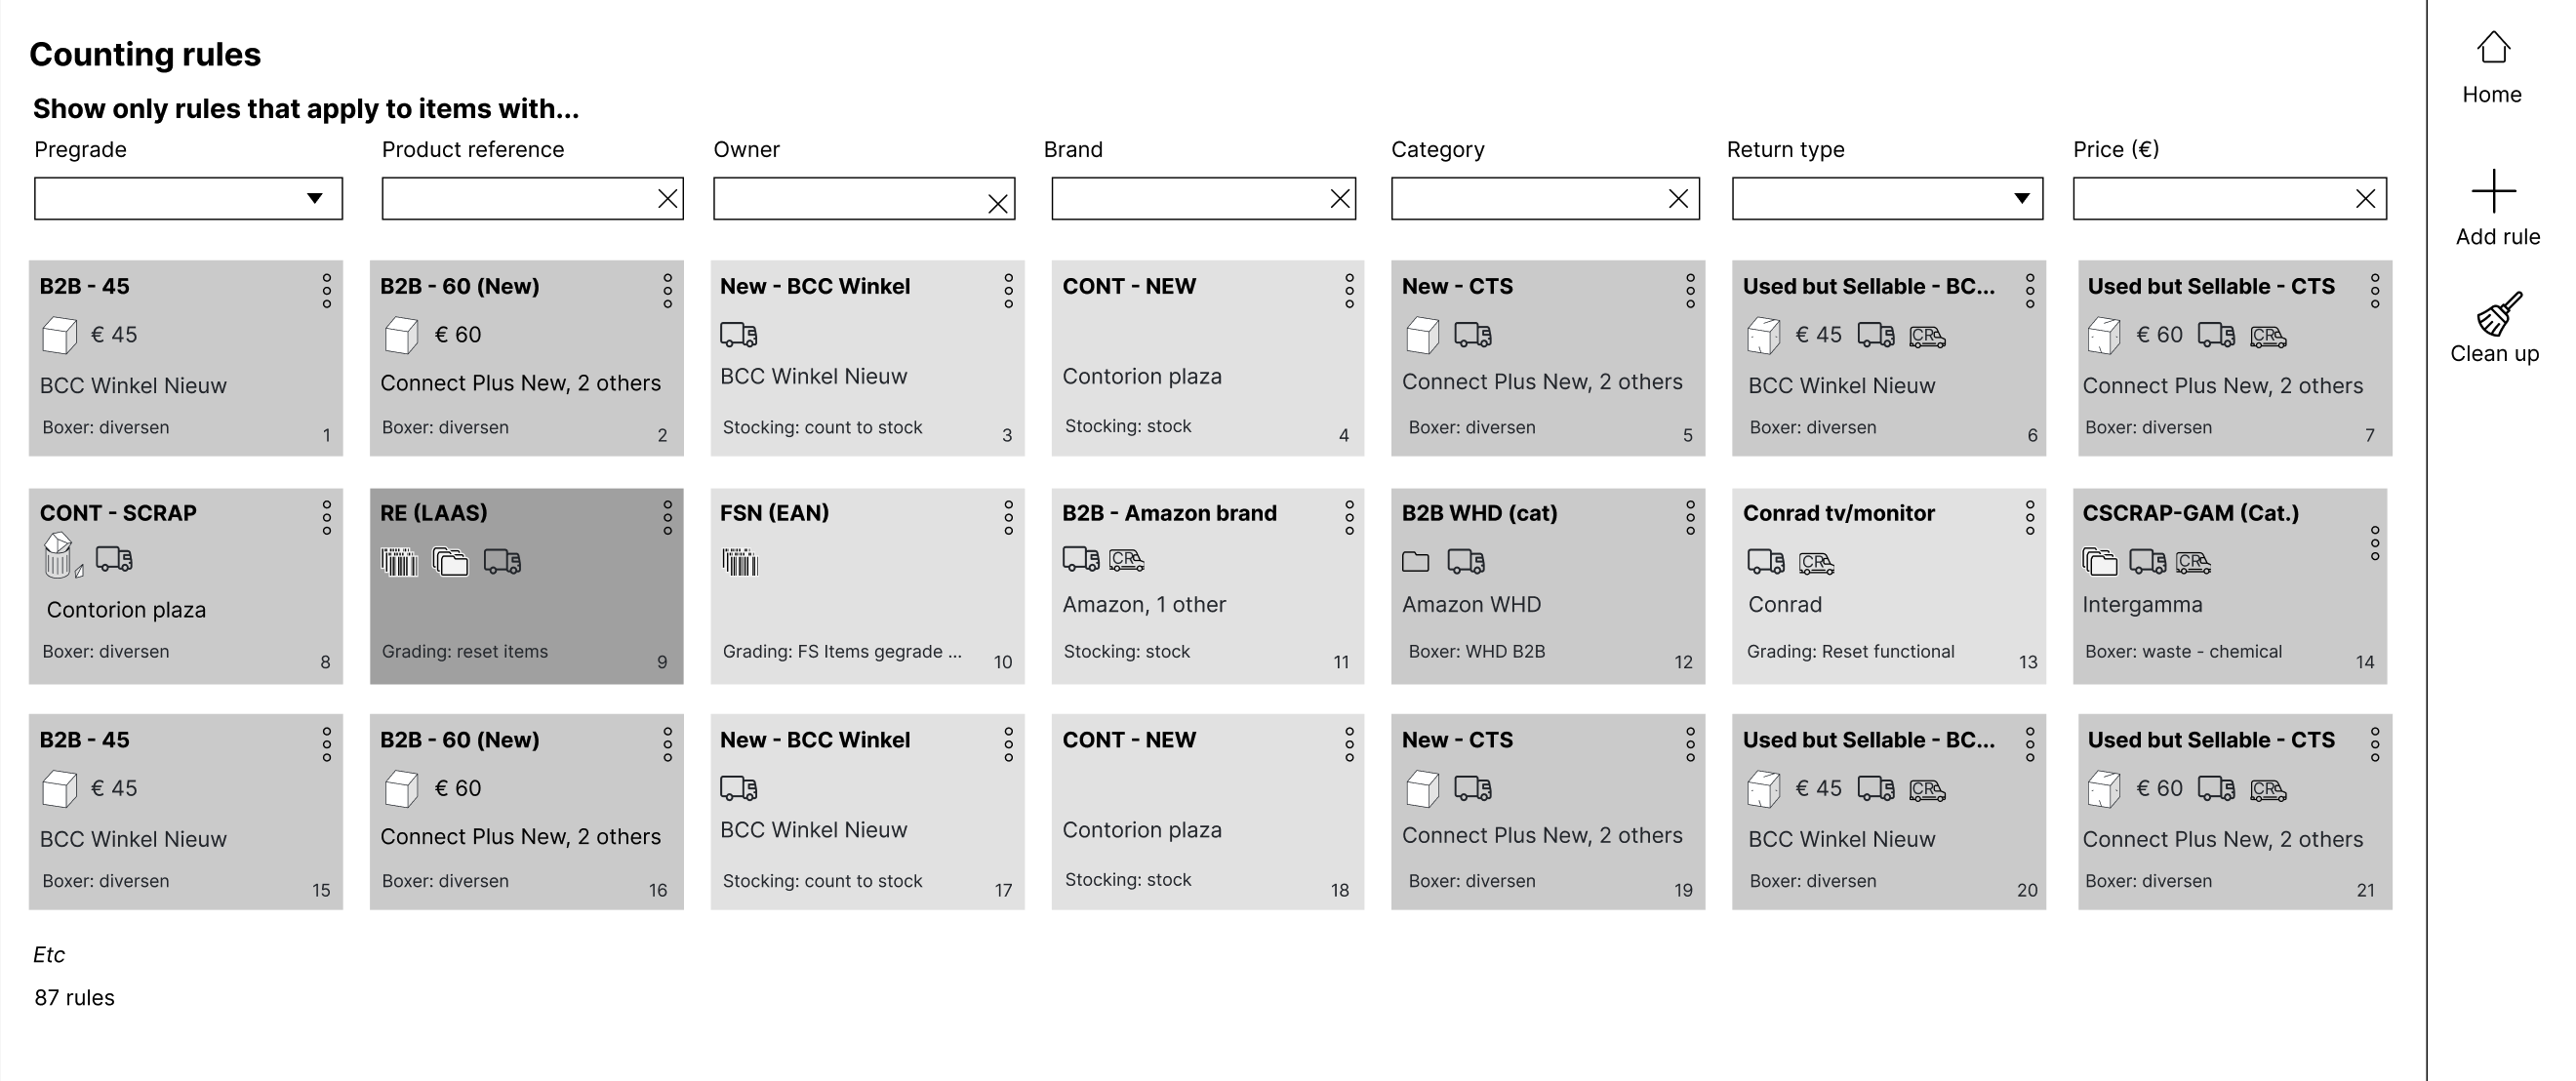 Counting rules
Home
Show only rules that apply to items with...
Pregrade
Product reference
Owner
Brand
Category
Return type
Price (€)
Add rule
Clean up
B2B - 45
€ 45
BCC Winkel Nieuw
Boxer: diversen
1
B2B - 60 (New)
€ 60
Connect Plus New, 2 others
Boxer: diversen
2
New - BCC Winkel
BCC Winkel Nieuw
Stocking: count to stock
3
CONT - NEW
Contorion plaza
Stocking: stock
4
New - CTS
Connect Plus New, 2 others
Boxer: diversen
5
Used but Sellable - BC...
€ 45
CR
BCC Winkel Nieuw
Boxer: diversen
6
Used but Sellable - CTS
€ 60
CR
Connect Plus New, 2 others
Boxer: diversen
7
CONT - SCRAP
Contorion plaza
Boxer: diversen
8
RE (LAAS)
Grading: reset items
9
FSN (EAN)
Grading: FS Items gegrade ...
10
B2B - Amazon brand
CR
Amazon, 1 other
Stocking: stock
11
B2B WHD (cat)
Amazon WHD
Boxer: WHD B2B
12
Conrad tv/monitor
CR
Conrad
Grading: Reset functional
13
CSCRAP-GAM (Cat.)
CR
Intergamma
Boxer: waste - chemical
14
B2B - 45
€ 45
BCC Winkel Nieuw
Boxer: diversen
15
B2B - 60 (New)
€ 60
Connect Plus New, 2 others
Boxer: diversen
16
New - BCC Winkel
BCC Winkel Nieuw
Stocking: count to stock
17
CONT - NEW
Contorion plaza
Stocking: stock
18
New - CTS
Connect Plus New, 2 others
Boxer: diversen
19
Used but Sellable - BC...
€ 45
CR
BCC Winkel Nieuw
Boxer: diversen
20
Used but Sellable - CTS
€ 60
CR
Connect Plus New, 2 others
Boxer: diversen
21
Etc
87 rules